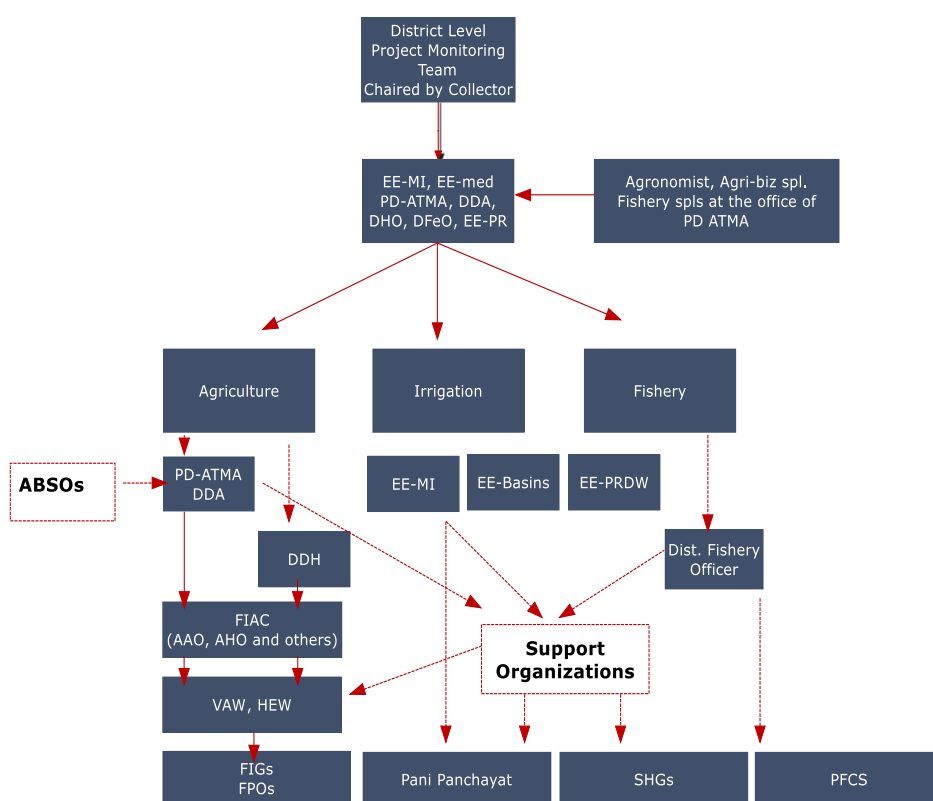 District Level
Project Monitoring
Team
Chaired by Collector
EE-MI, EE-med
PD-ATMA, DDA,
DHO, DFeO, EE-PR
Agronomist, Agri-biz spl.
Fishery spls at the office of
PD ATMA
Agriculture
Irrigation
Fishery
ABSOs
PD-ATMA
DDA
EE-MI
EE-Basins
EE-PRDW
DDH
Dist. Fishery
Officer
FIAC
(AAO, AHO and others)
Support
Organizations
VAW, HEW
FIGs
FPOs
Pani Panchayat
SHGs
PFCS